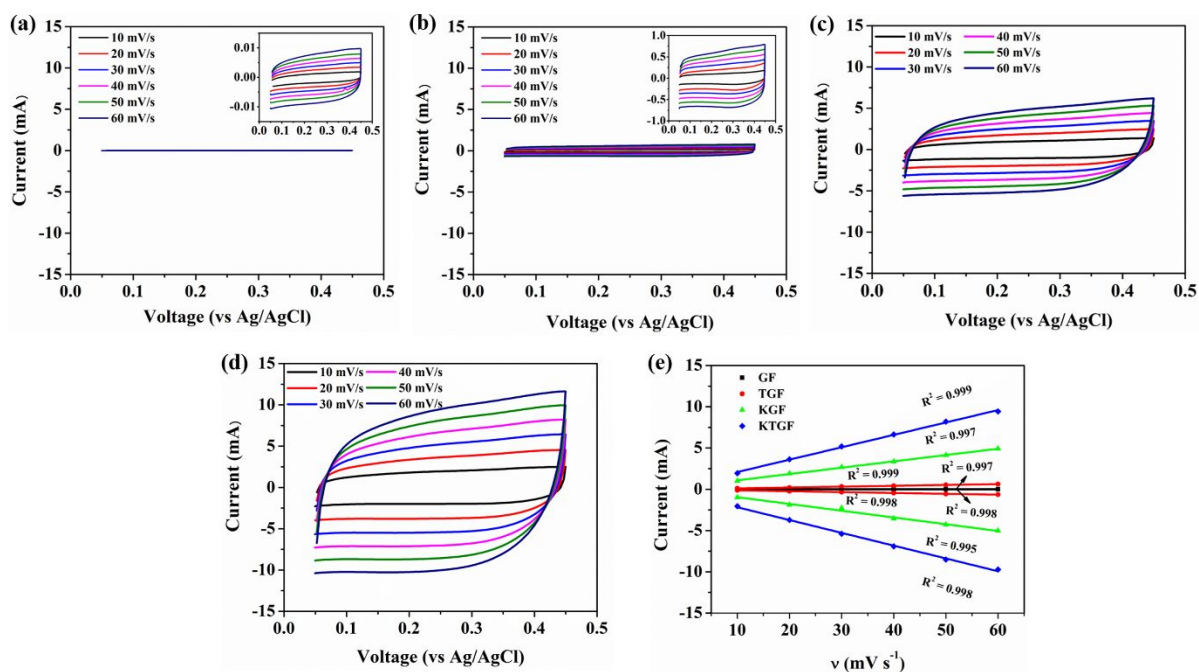 (a)
10 mV/s
20 mV/s
30 mV/s
40 mV/s
50 mV/s
60 mV/s
15
10
5
0
-5
-10
-15
Current (mA)
0.0 0.1 0.2 0.3 0.4 0.5
Voltage (vs Ag/AgCl)
0.01
0.00
-0.01
0.0 0.1 0.2 0.3 0.4 0.5
(b)
10 mV/s
20 mV/s
30 mV/s
40 mV/s
50 mV/s
60 mV/s
15
10
5
0
-5
-10
-15
Current (mA)
0.0 0.1 0.2 0.3 0.4 0.5
Voltage (vs Ag/AgCl)
1.0
0.5
0.0
-0.5
-1.0
0.0 0.1 0.2 0.3 0.4 0.5
(c)
10 mV/s 40 mV/s
20 mV/s 50 mV/s
30 mV/s 60 mV/s
15
10
5
0
-5
-10
-15
Current (mA)
0.0 0.1 0.2 0.3 0.4 0.5
Voltage (vs Ag/AgCl)
(d)
10 mV/s 40 mV/s
20 mV/s 50 mV/s
30 mV/s 60 mV/s
15
10
5
0
-5
-10
-15
Current (mA)
0.0 0.1 0.2 0.3 0.4 0.5
Voltage (vs Ag/AgCl)
(e)
GF
TGF
KGF
KTGF
R² = 0.999
R² = 0.997
R² = 0.999
R² = 0.997
R² = 0.998
R² = 0.998
R² = 0.995
R² = 0.998
15
10
5
0
-5
-10
-15
Current (mA)
10 20 30 40 50 60
ν (mV s⁻¹)